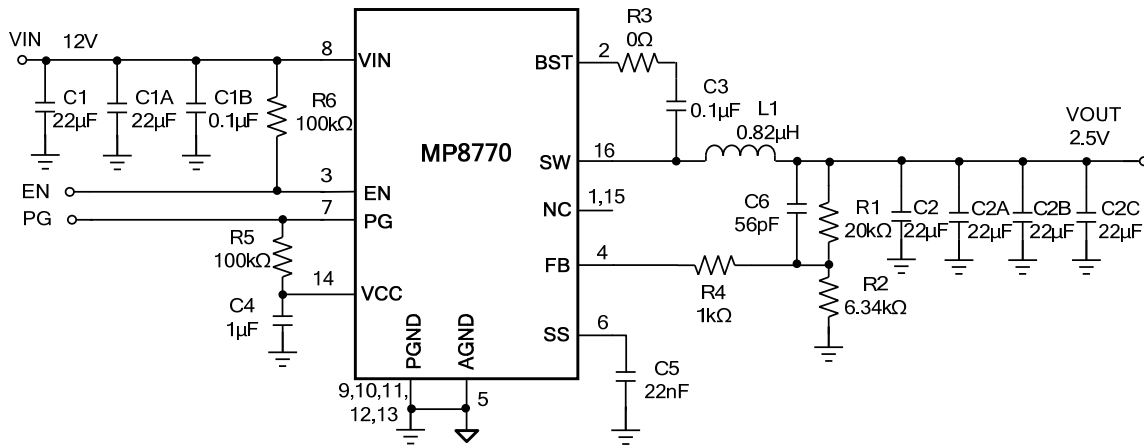 VIN 12V
8
VIN
C1
22µF
C1A
22µF
C1B
0.1µF
R6
100kΩ
EN
3
EN
PG
7
PG
R5
100kΩ
14
VCC
C4
1µF
MP8770
PGND
AGND
9,10,11,
12,13
5
BST
2
R3
0Ω
C3
0.1µF
L1
0.82µH
SW
16
NC
1,15
C6
56pF
FB
4
R4
1kΩ
R1
20kΩ
R2
6.34kΩ
SS
6
C5
22nF
VOUT
2.5V
C2
22µF
C2A
22µF
C2B
22µF
C2C
22µF